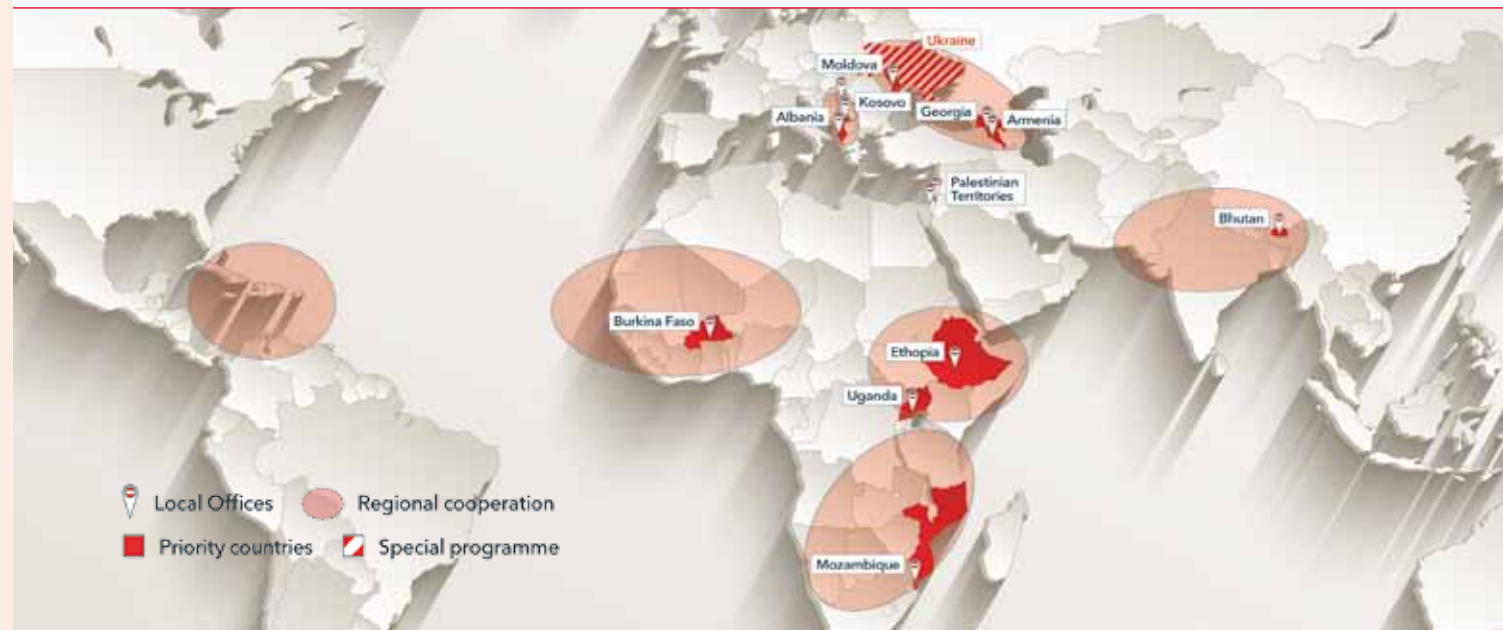 Ukraine
Moldova
Kosovo
Georgia
Albania
Armenia
Palestinian
Territories
Bhutan
Burkina Faso
Ethopia
Uganda
Local Offices
Regional cooperation
Priority countries
Special programme
Mozambique